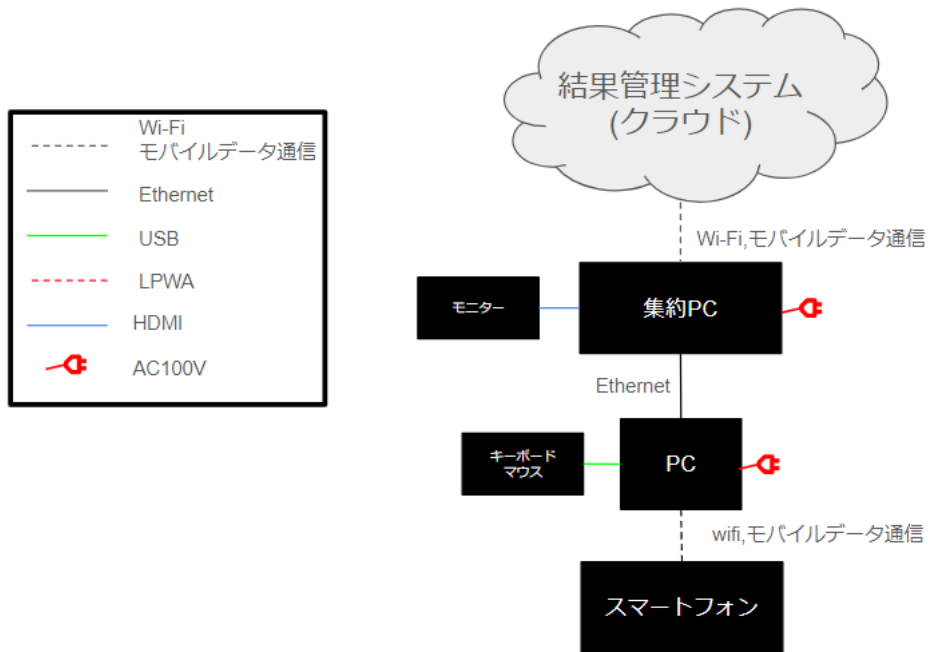 Wi-Fi
モバイルデータ通信
Ethernet
USB
LPWA
HDMI
AC100V
結果管理システム
(クラウド)
Wi-Fi,モバイルデータ通信
モニター
集約PC
Ethernet
キーボード
マウス
PC
wifi,モバイルデータ通信
スマートフォン